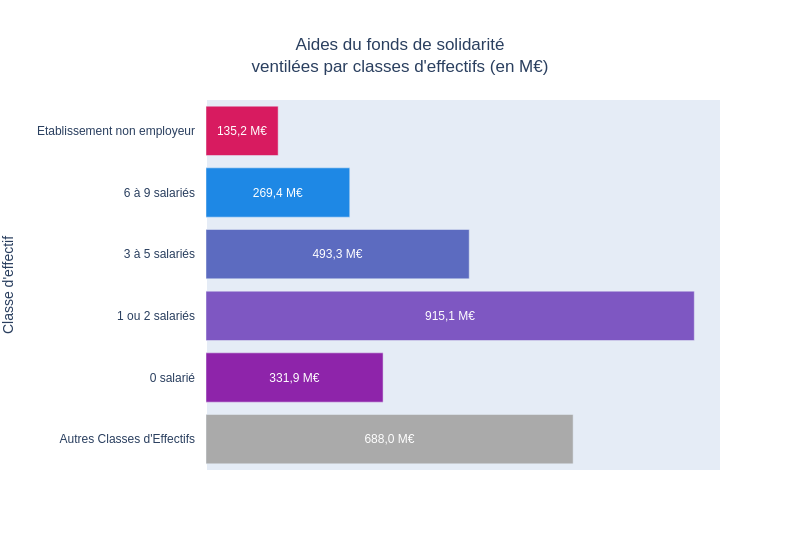 Aides du fonds de solidarité
ventilées par classes d'effectifs (en M€)
Classe d'effectif
Etablissement non employeur
135,2 M€
6 à 9 salariés
269,4 M€
3 à 5 salariés
493,3 M€
1 ou 2 salariés
915,1 M€
0 salarié
331,9 M€
Autres Classes d'Effectifs
688,0 M€